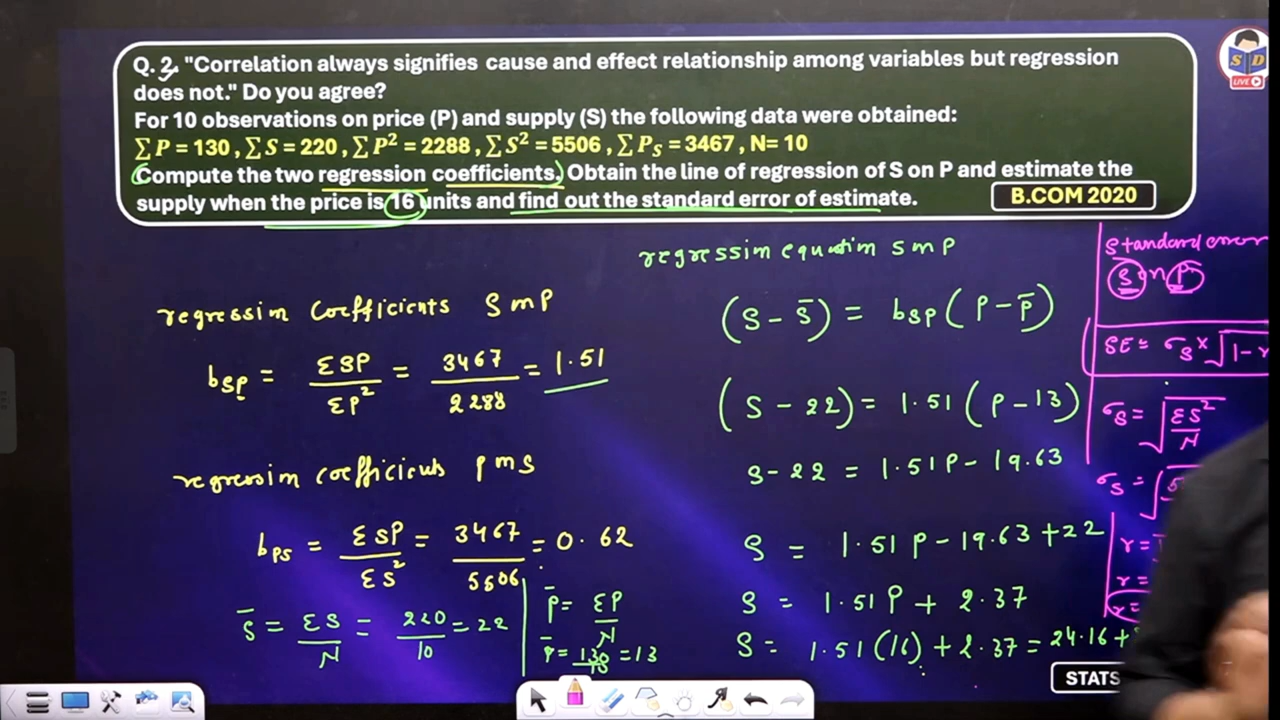 Q. 2. "Correlation always signifies cause and effect relationship among variables but regression
does not." Do you agree?
For 10 observations on price (P) and supply (S) the following data were obtained:
∑P = 130, ∑S = 220, ∑P² = 2288, ∑S² = 5506, ∑Pₛ = 3467, N= 10
Compute the two regression coefficients. Obtain the line of regression of S on P and estimate the
supply when the price is 16 units and find out the standard error of estimate.
B.COM 2020
SD
LIVE
regression coefficients S on P
bSP = ΣSP/ΣP² = 3467/2288 = 1.51
regression coefficients P on S
bPS = ΣSP/ΣS² = 3467/5506 = 0.62
S̄ = ΣS/N = 220/10 = 22
P̄ = ΣP/N
P̄ = 130/10 = 13
regression equation S on P
(S - S̄) = bSP (P - P̄)
(S - 22) = 1.51 (P - 13)
S - 22 = 1.51P - 19.63
S = 1.51P - 19.63 + 22
S = 1.51P + 2.37
S = 1.51(16) + 2.37 = 24.16 +
Standard error
S on P
SE = σS × √1 -
σS = √ΣS²/N
σS = √
r =
r =
r =
STATS